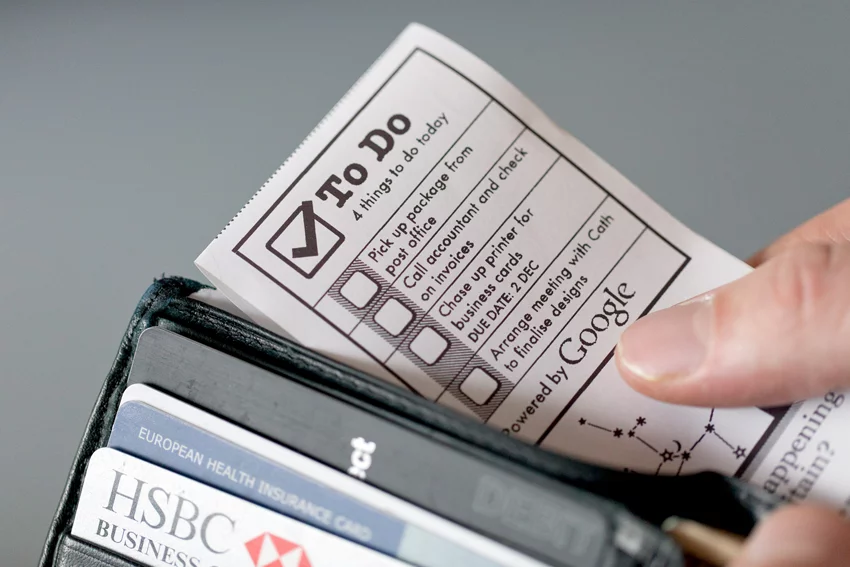 To Do
4 things to do today
Pick up package from
post office
Call accountant and check
on invoices
Chase up printer for
business cards
DUE DATE: 2 DEC
Arrange meeting with Cath
to finalise designs
Powered by Google
appening
tain?
ct
DEBIT
EUROPEAN HEALTH INSURANCE CARD
HSBC
BUSINESS